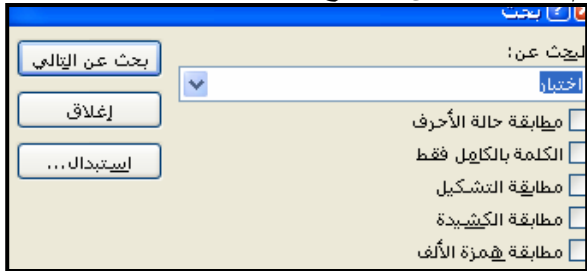 بحث
لبحث عن:
اختبار
بحث عن التالي
إغلاق
استبدال...
مطابقة حالة الأحرف
الكلمة بالكامل فقط
مطابقة التشكيل
مطابقة الكشيدة
مطابقة همزة الألف